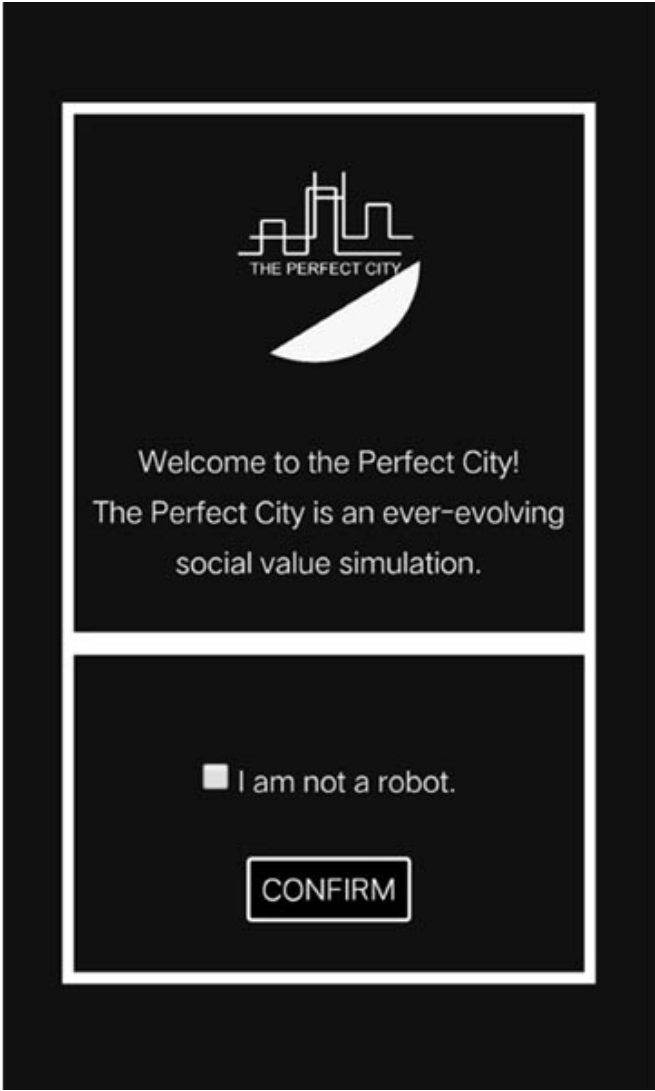 THE PERFECT CITY
Welcome to the Perfect City!
The Perfect City is an ever-evolving
social value simulation.
I am not a robot.
CONFIRM